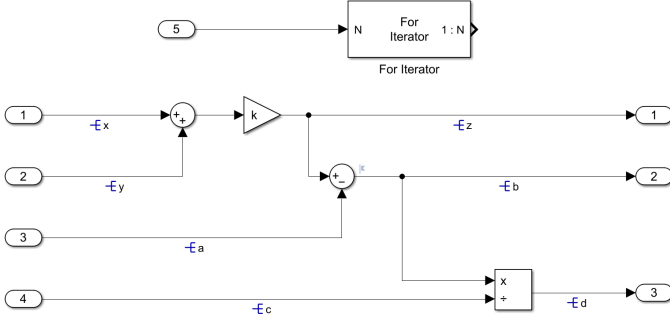 5
N
For
Iterator
1 : N
For Iterator
1
+
+
k
1
x
z
2
y
+
−
2
b
3
a
x
÷
3
d
4
c